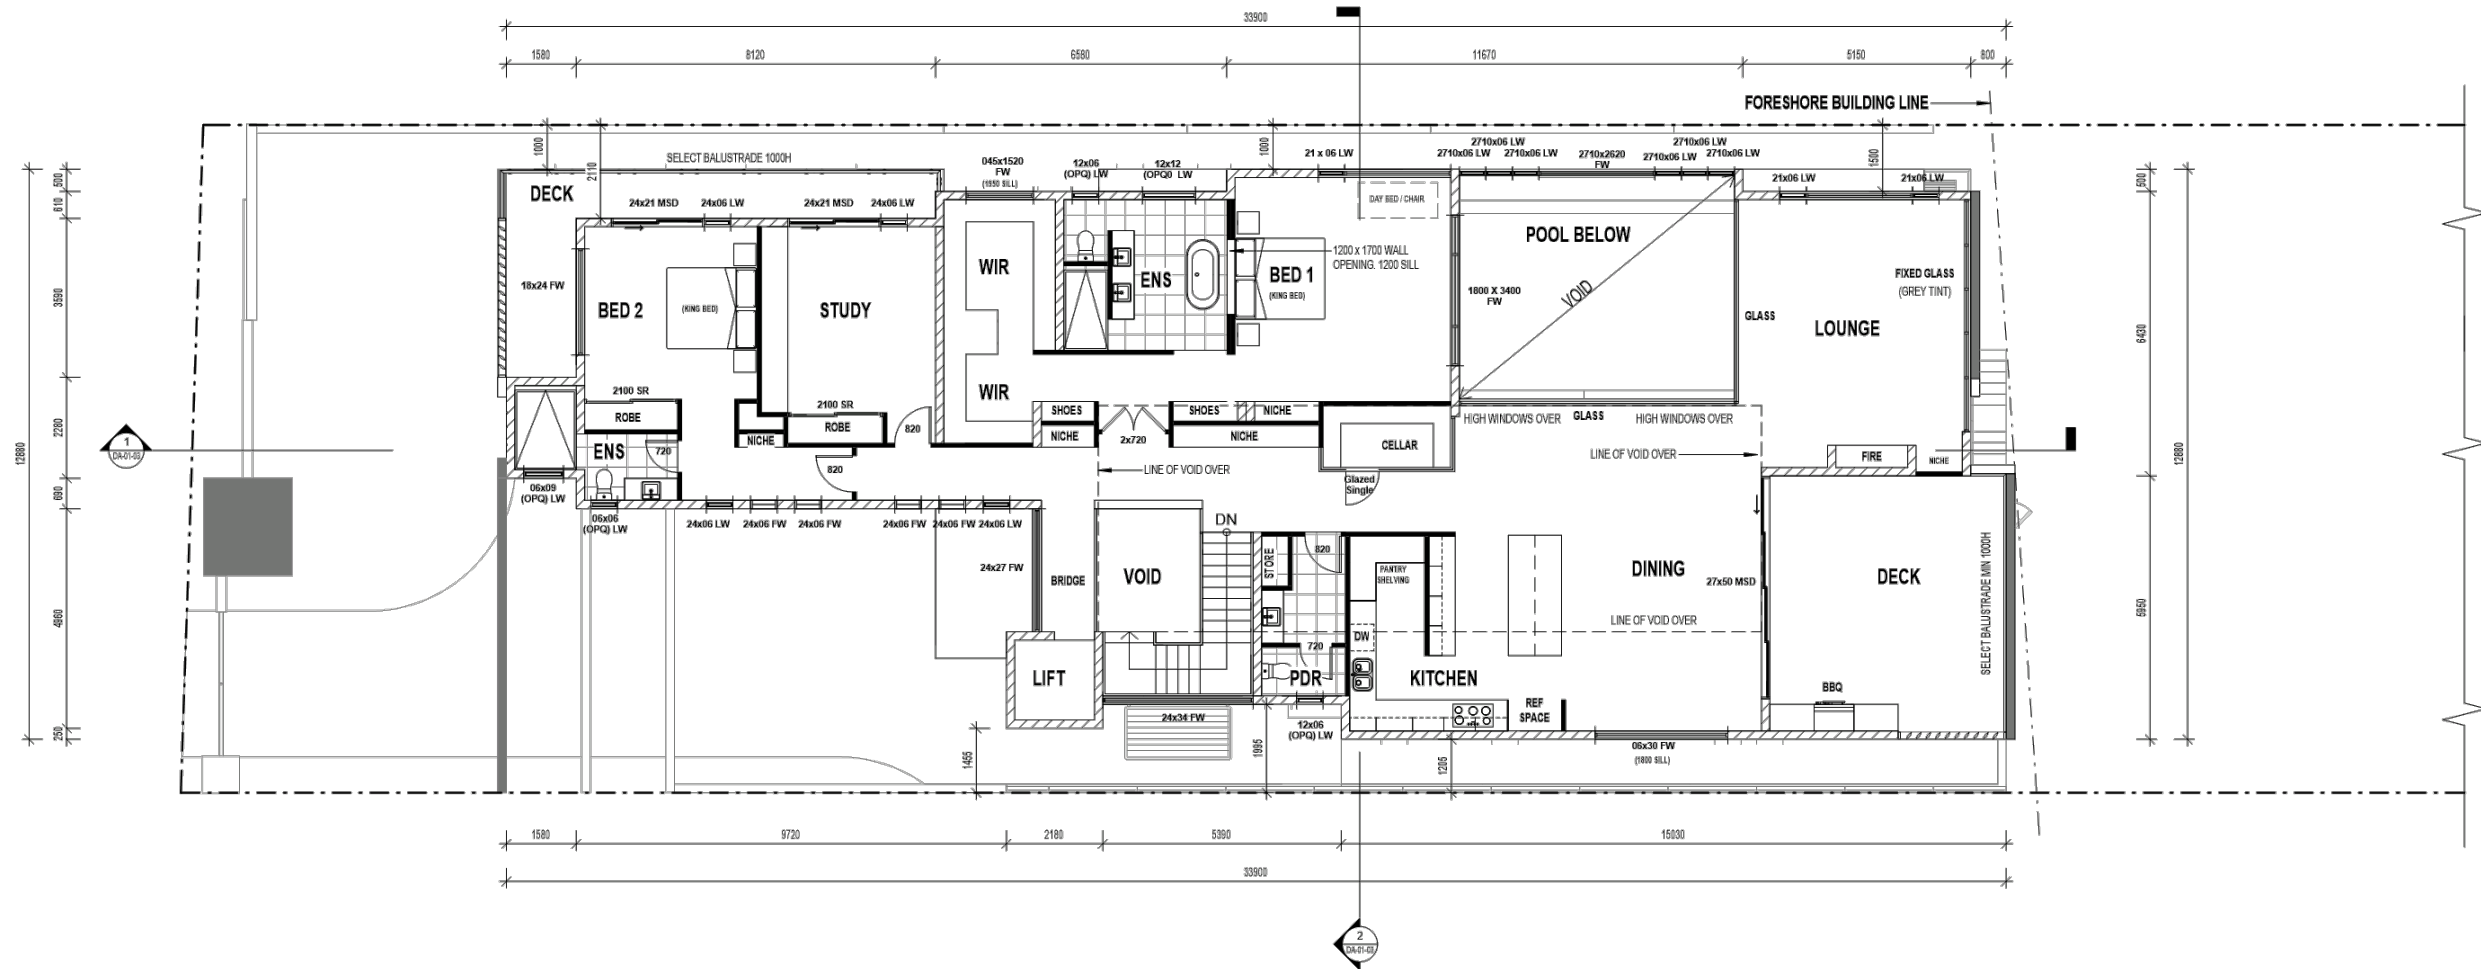 33900
1580
8120
6580
11670
5150
800
FORESHORE BUILDING LINE
1000
2110
SELECT BALUSTRADE 1000H
DECK
24x21 MSD
24x06 LW
24x21 MSD
24x06 LW
045x1520
FW
(1950 SILL)
12x06
(OPQ) LW
12x12
(OPQ0 LW
1000
21 x 06 LW
2710x06 LW
2710x06 LW
2710x06 LW
2710x2620
FW
2710x06 LW
2710x06 LW
2710x06 LW
1500
21x06 LW
21x06 LW
DAY BED / CHAIR
12880
500
610
3590
2280
690
4960
250
18x24 FW
BED 2
(KING BED)
STUDY
WIR
WIR
ENS
BED 1
(KING BED)
1200 x 1700 WALL
OPENING. 1200 SILL
POOL BELOW
VOID
1800 X 3400
FW
GLASS
FIXED GLASS
(GREY TINT)
LOUNGE
500
6430
5950
12880
2100 SR
ROBE
2100 SR
ROBE
NICHE
820
SHOES
NICHE
2x720
SHOES
NICHE
NICHE
CELLAR
HIGH WINDOWS OVER
GLASS
HIGH WINDOWS OVER
LINE OF VOID OVER
FIRE
NICHE
1
DA-01-03
ENS
720
820
LINE OF VOID OVER
Glazed
Single
06x09
(OPQ) LW
06x06
(OPQ) LW
24x06 LW
24x06 FW
24x06 FW
24x06 FW
24x06 FW
24x06 LW
24x27 FW
BRIDGE
VOID
DN
STORE
820
PANTRY
SHELVING
DINING
27x50 MSD
DECK
SELECT BALUSTRADE MIN 1000H
LINE OF VOID OVER
DW
720
LIFT
PDR
KITCHEN
REF
SPACE
BBQ
24x34 FW
12x06
(OPQ) LW
06x30 FW
(1800 SILL)
1455
1995
1205
1580
9720
2180
5390
15030
33900
2
DA-01-03